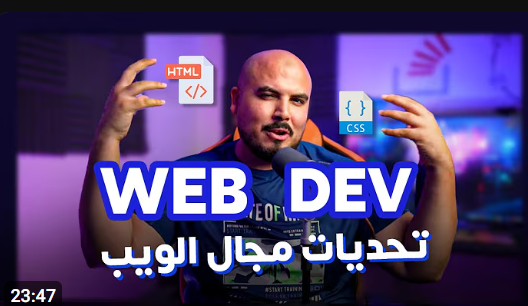 HTML
</>
{ }
CSS
WEB DEV
تحديات مجال الويب
23:47